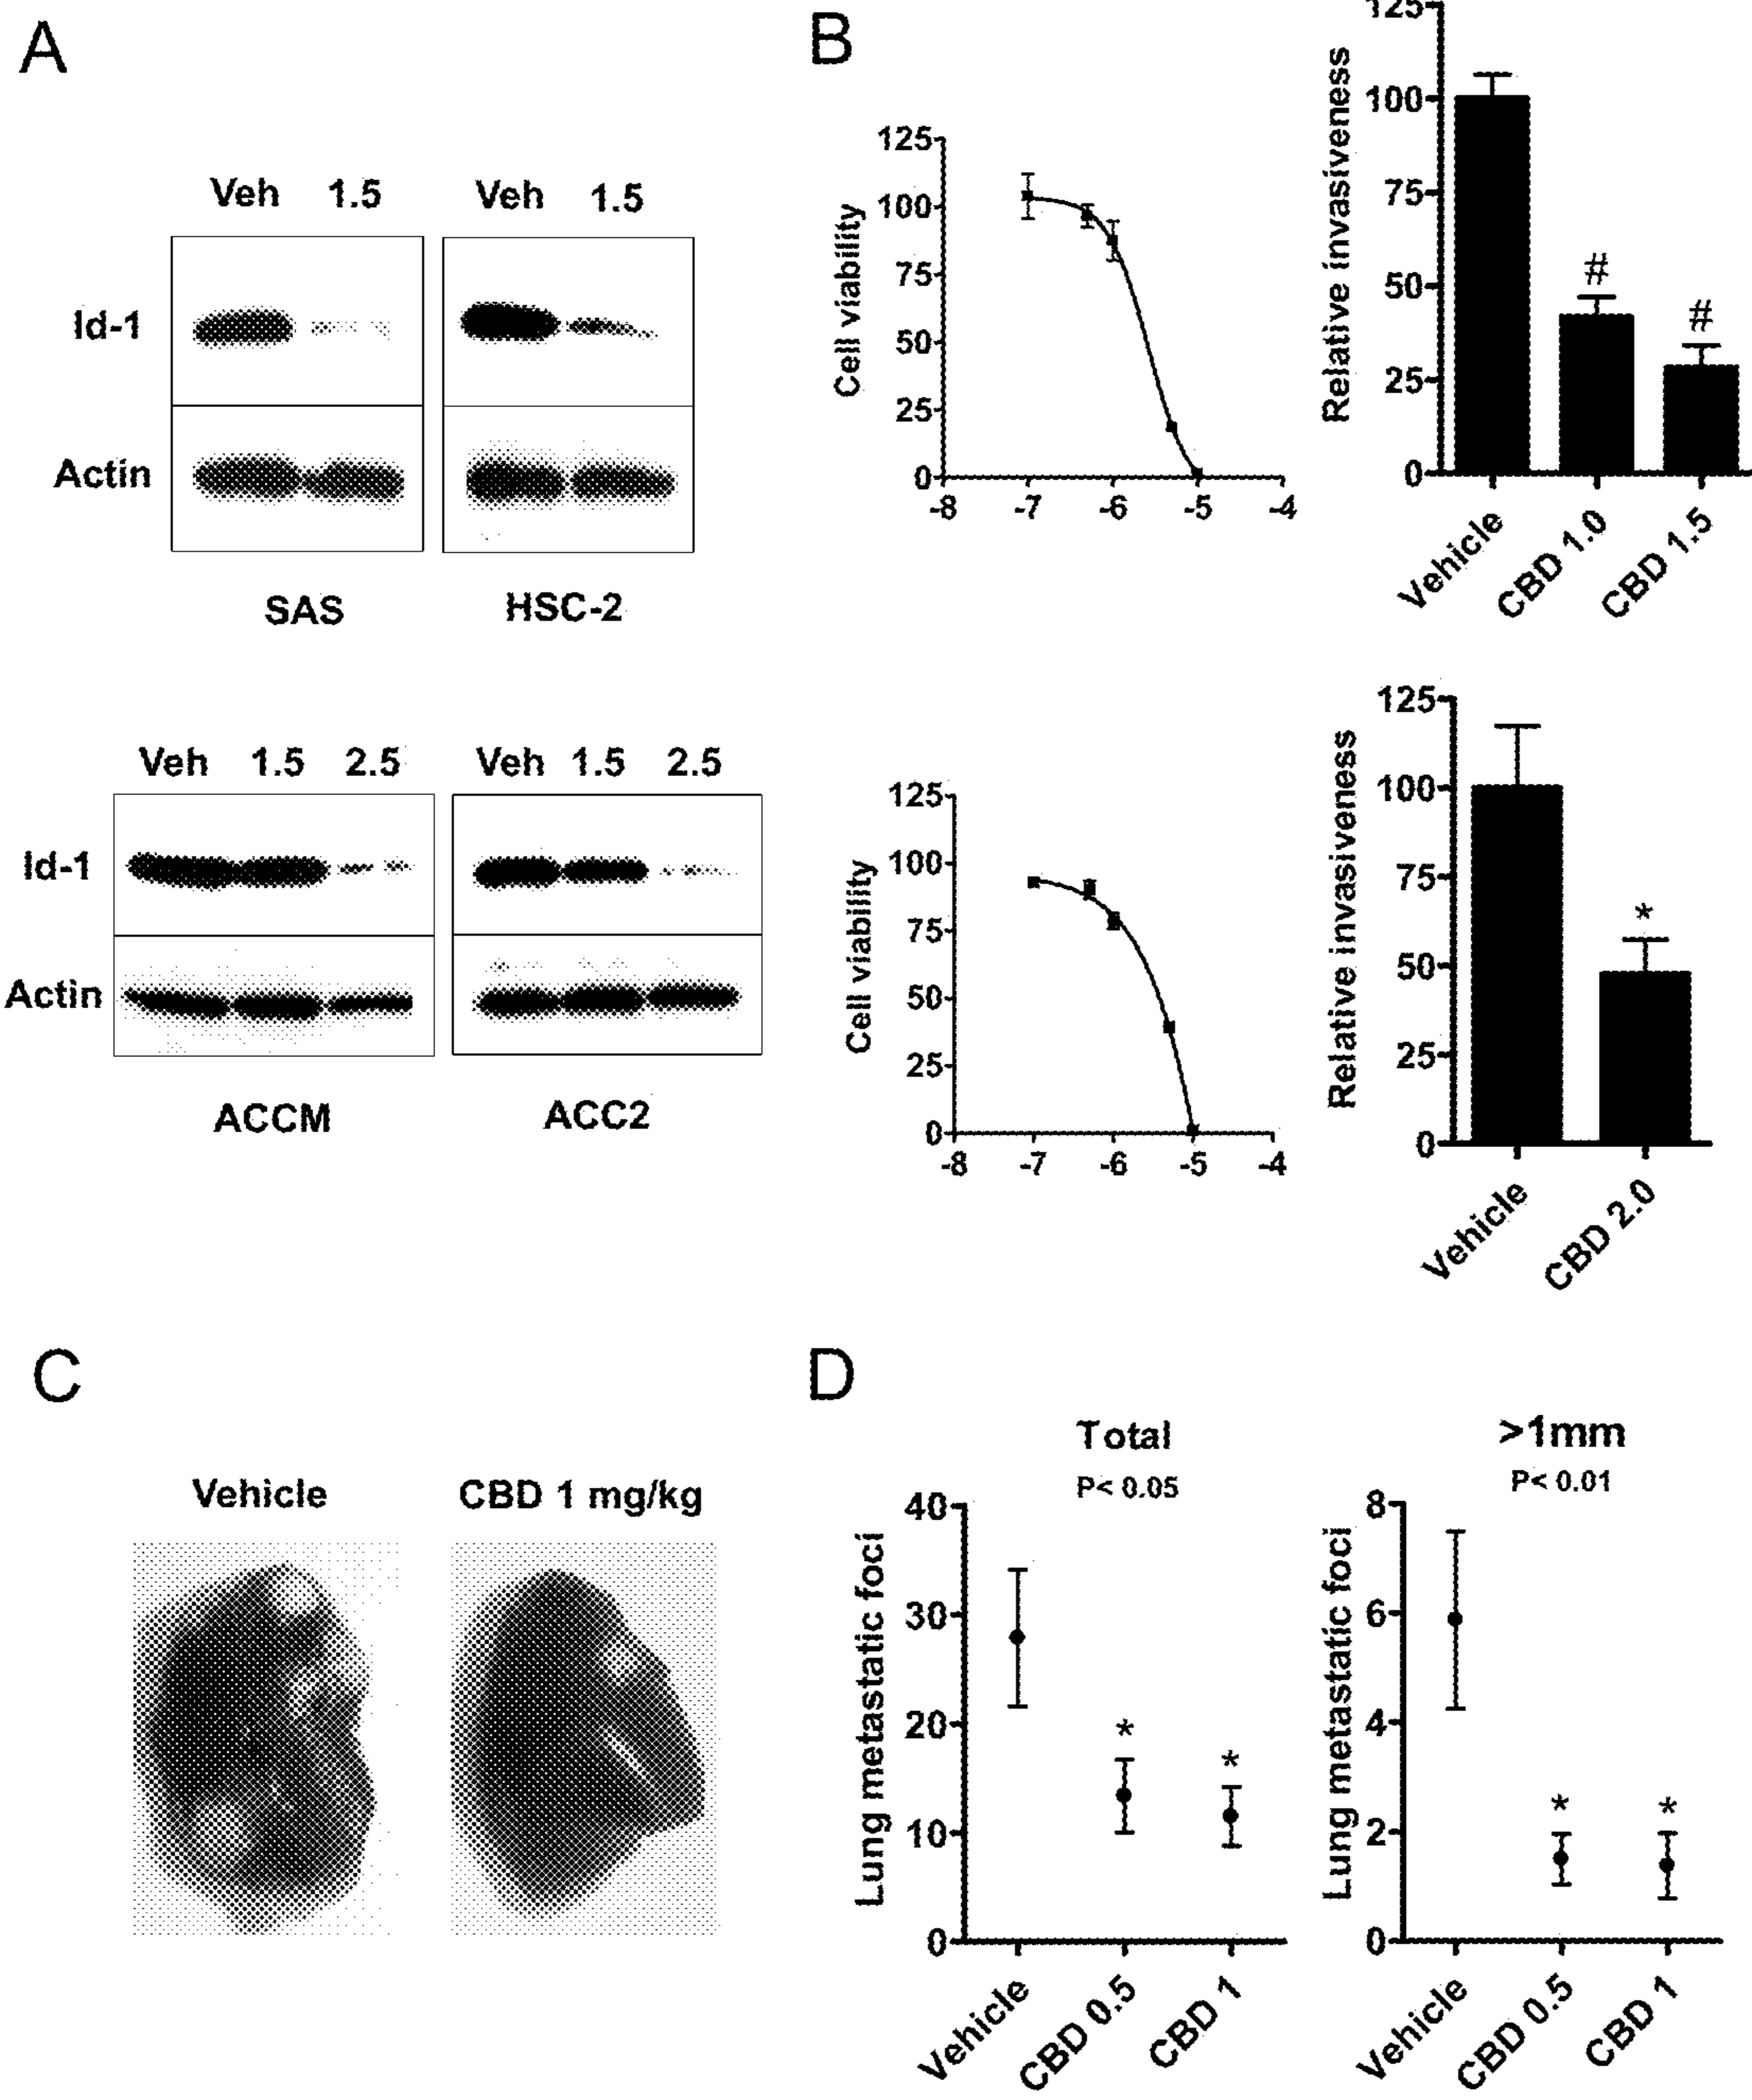 A
Veh 1.5
Veh 1.5
Id-1
Actin
SAS
HSC-2
Veh 1.5 2.5
Veh 1.5 2.5
Id-1
Actin
ACCM
ACC2
B
Cell viability
125
100
75
50
25
0
-8 -7 -6 -5 -4
Relative invasiveness
125
100
75
50
25
0
#
#
Vehicle
CBD 1.0
CBD 1.5
Cell viability
125
100
75
50
25
0
-8 -7 -6 -5 -4
Relative invasiveness
125
100
75
50
25
0
*
Vehicle
CBD 2.0
C
Vehicle
CBD 1 mg/kg
D
Total
P< 0.05
Lung metastatic foci
40
30
20
10
0
*
*
Vehicle
CBD 0.5
CBD 1
>1mm
P< 0.01
Lung metastatic foci
8
6
4
2
0
*
*
Vehicle
CBD 0.5
CBD 1